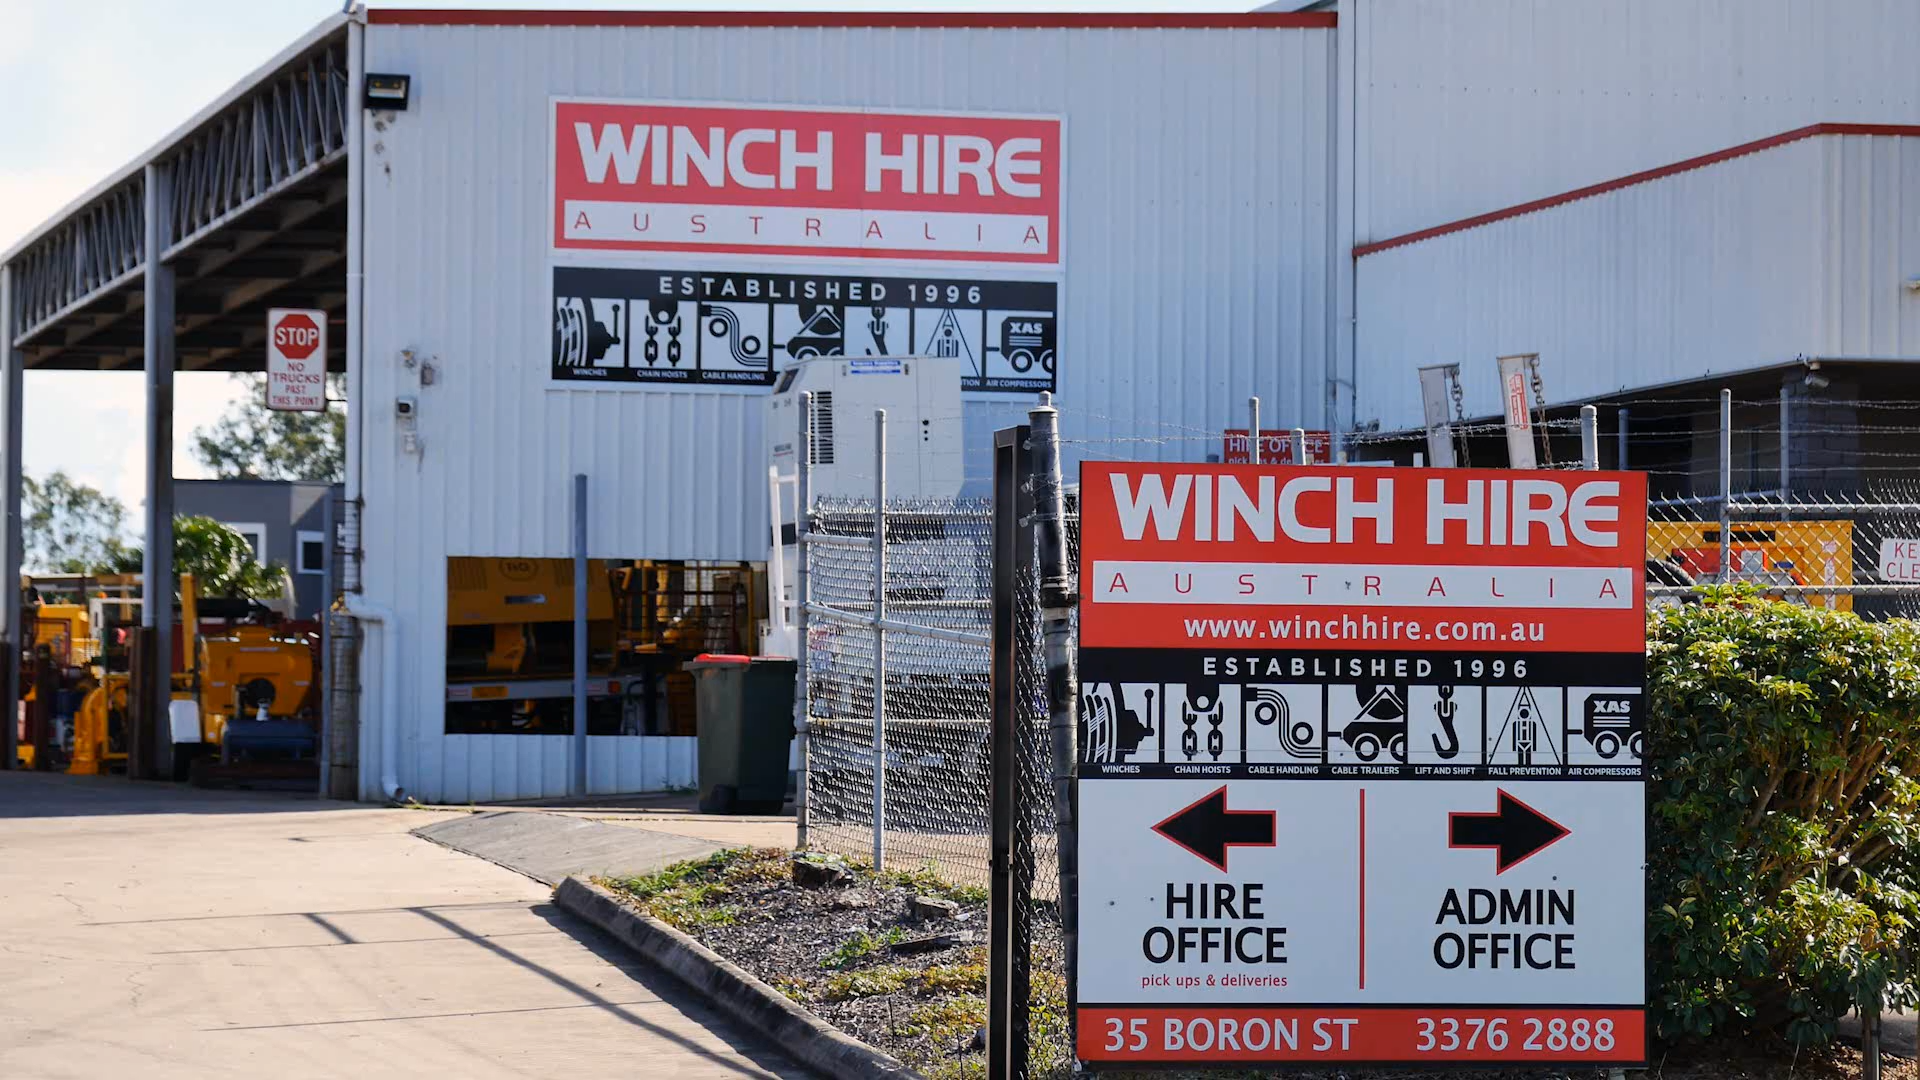 WINCH HIRE
AUSTRALIA
ESTABLISHED 1996
XAS
WINCHES CHAIN HOISTS CABLE HANDLING AIR COMPRESSORS
STOP
NO
TRUCKS
PAST
THIS POINT
HIRE OFFICE
pick ups & deliveries
WINCH HIRE
AUSTRALIA
www.winchhire.com.au
ESTABLISHED 1996
XAS
WINCHES CHAIN HOISTS CABLE HANDLING CABLE TRAILERS LIFT AND SHIFT FALL PREVENTION AIR COMPRESSORS
HIRE
OFFICE
pick ups & deliveries
ADMIN
OFFICE
35 BORON ST 3376 2888